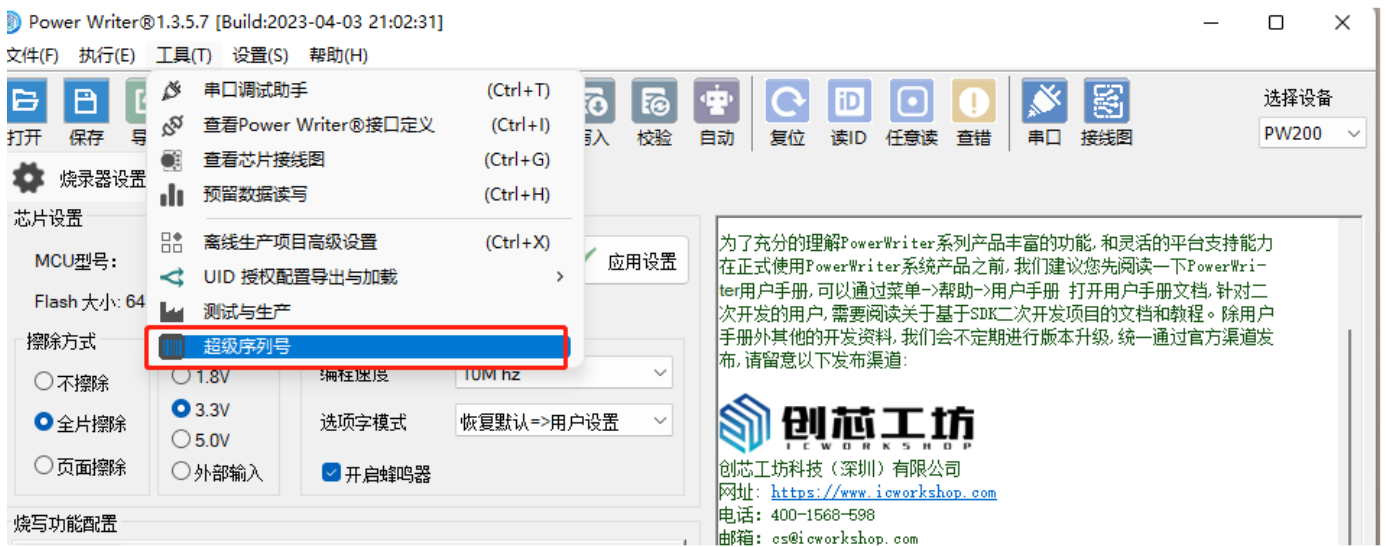 Power Writer®1.3.5.7 [Build:2023-04-03 21:02:31]
文件(F) 执行(E) 工具(T) 设置(S) 帮助(H)
打开 保存 导 写入 校验 自动 复位 读ID 任意读 查错 串口 接线图
选择设备
PW200
串口调试助手 (Ctrl+T)
查看Power Writer®接口定义 (Ctrl+I)
查看芯片接线图 (Ctrl+G)
预留数据读写 (Ctrl+H)
离线生产项目高级设置 (Ctrl+X)
UID 授权配置导出与加载
测试与生产
超级序列号
烧录器设置
芯片设置
MCU型号:
应用设置
Flash 大小: 64
擦除方式
不擦除
全片擦除
页面擦除
1.8V
3.3V
5.0V
外部输入
编程速度 10M hz
选项字模式 恢复默认=>用户设置
开启蜂鸣器
烧写功能配置
为了充分的理解PowerWriter系列产品丰富的功能,和灵活的平台支持能力
在正式使用PowerWriter系统产品之前,我们建议您先阅读一下PowerWri-
ter用户手册,可以通过菜单->帮助->用户手册 打开用户手册文档,针对二
次开发的用户,需要阅读关于基于SDK二次开发项目的文档和教程。除用户
手册外其他的开发资料,我们会不定期进行版本升级,统一通过官方渠道发
布,请留意以下发布渠道:
创芯工坊
ICWORKSHOP
创芯工坊科技（深圳）有限公司
网址: https://www.icworkshop.com
电话: 400-1568-598
邮箱: cs@icworkshop.com